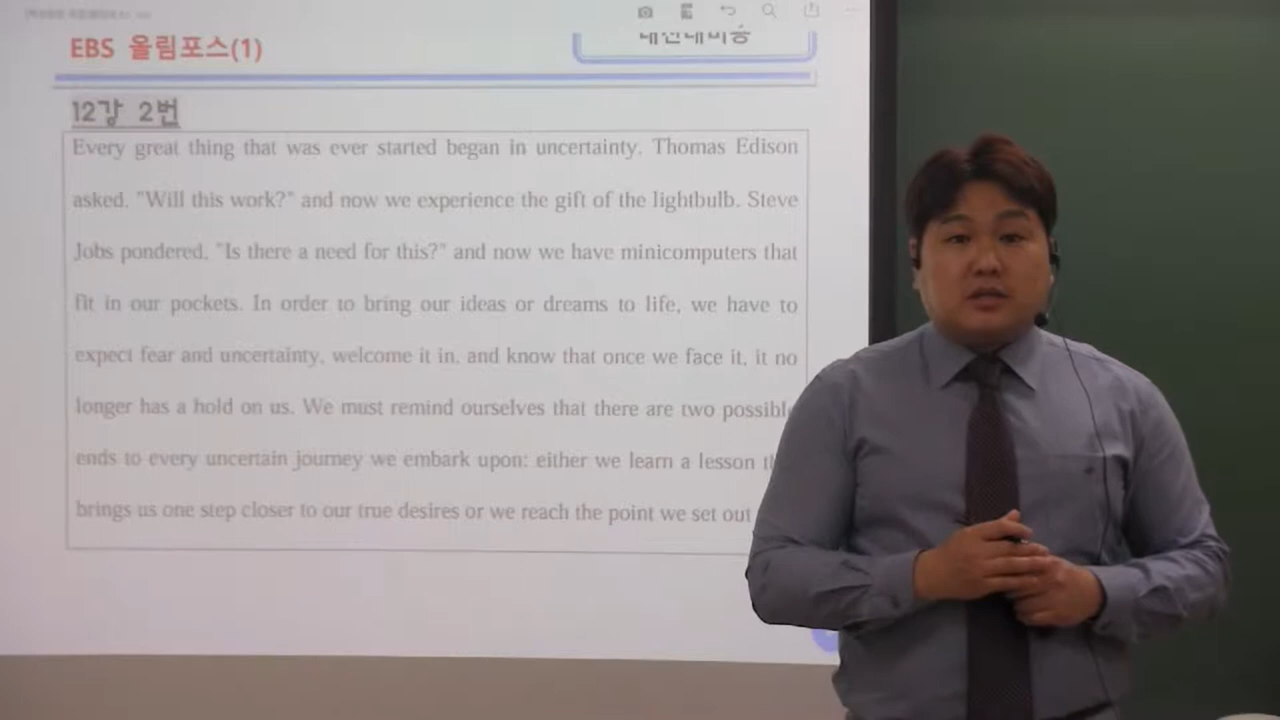 EBS 올림포스(1)
12강 2번
Every great thing that was ever started began in uncertainty. Thomas Edison
asked, "Will this work?" and now we experience the gift of the lightbulb. Steve
Jobs pondered, "Is there a need for this?" and now we have minicomputers that
fit in our pockets. In order to bring our ideas or dreams to life, we have to
expect fear and uncertainty, welcome it in, and know that once we face it, it no
longer has a hold on us. We must remind ourselves that there are two possibl
ends to every uncertain journey we embark upon: either we learn a lesson
brings us one step closer to our true desires or we reach the point we set out